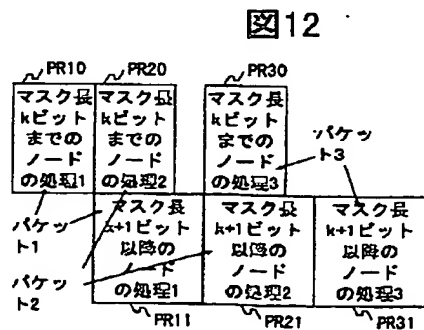 図12
PR10
PR20
PR30
マスク長
kビット
までの
ノード
の処理1
マスク長
kビット
までの
ノード
の処理2
マスク長
kビット
までの
ノード
の処理3
パケッ
ト3
パケッ
ト1
パケッ
ト2
マスク長
k+1ビット
以降の
ノード
の処理1
マスク長
k+1ビット
以降の
ノード
の処理2
マスク長
k+1ビット
以降の
ノード
の処理3
PR11
PR21
PR31